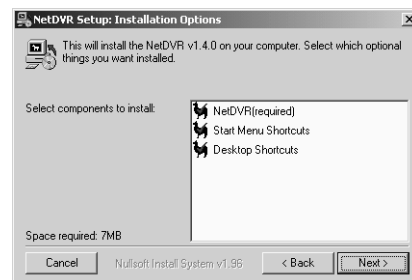 NetDVR Setup: Installation Options
This will install the NetDVR v1.4.0 on your computer. Select which optional
things you want installed.
Select components to install:
NetDVR(required)
Start Menu Shortcuts
Desktop Shortcuts
Space required: 7MB
Cancel
Nullsoft Install System v1.96
< Back
Next >